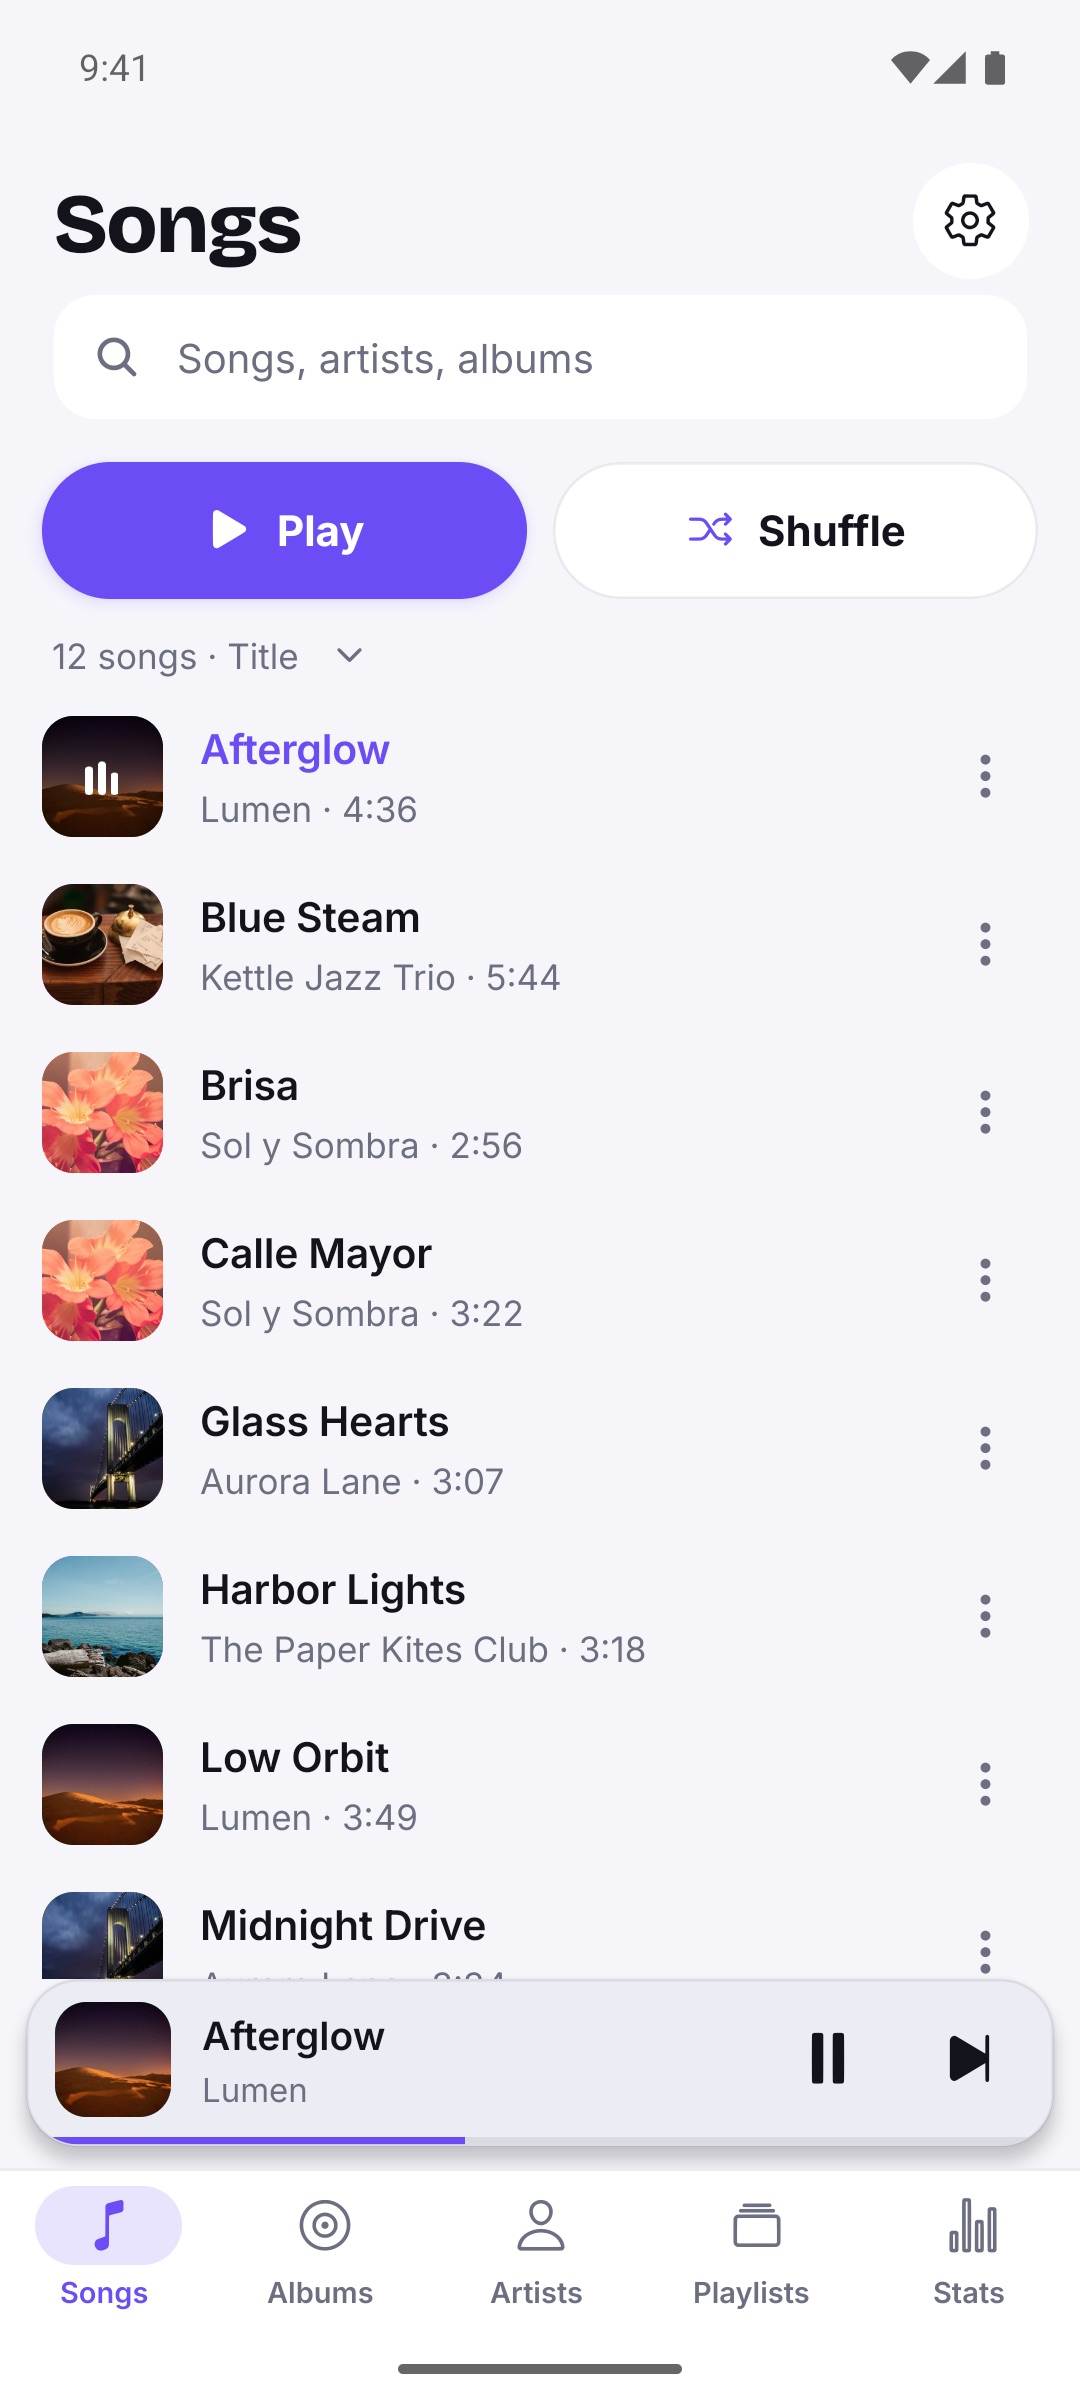 9:41
Songs
Songs, artists, albums
Play
Shuffle
12 songs · Title
Afterglow
Lumen · 4:36
Blue Steam
Kettle Jazz Trio · 5:44
Brisa
Sol y Sombra · 2:56
Calle Mayor
Sol y Sombra · 3:22
Glass Hearts
Aurora Lane · 3:07
Harbor Lights
The Paper Kites Club · 3:18
Low Orbit
Lumen · 3:49
Midnight Drive
Afterglow
Lumen
Songs
Albums
Artists
Playlists
Stats